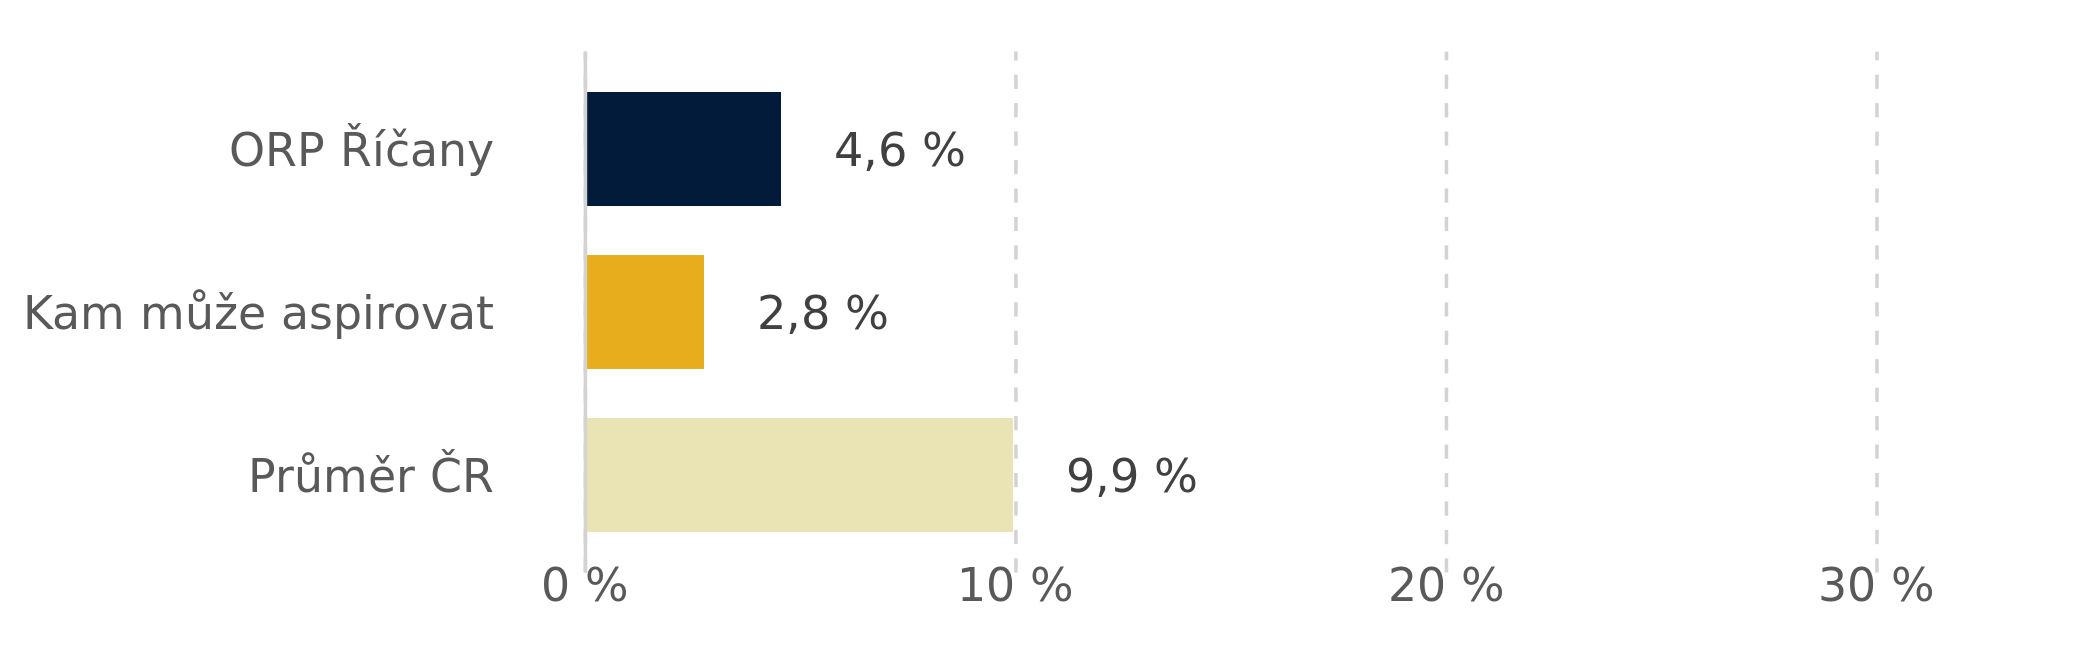 ORP Říčany 4,6 %
Kam může aspirovat 2,8 %
Průměr ČR 9,9 %
0 % 10 % 20 % 30 %